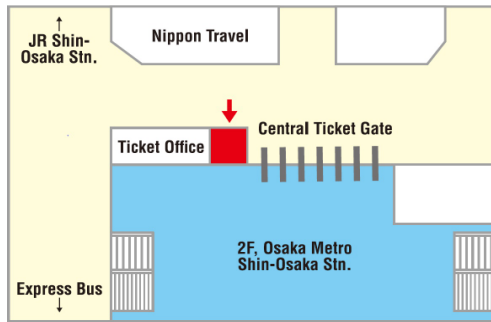 ↑
JR Shin-
Osaka Stn.
Nippon Travel
Central Ticket Gate
Ticket Office
2F, Osaka Metro
Shin-Osaka Stn.
Express Bus
↓